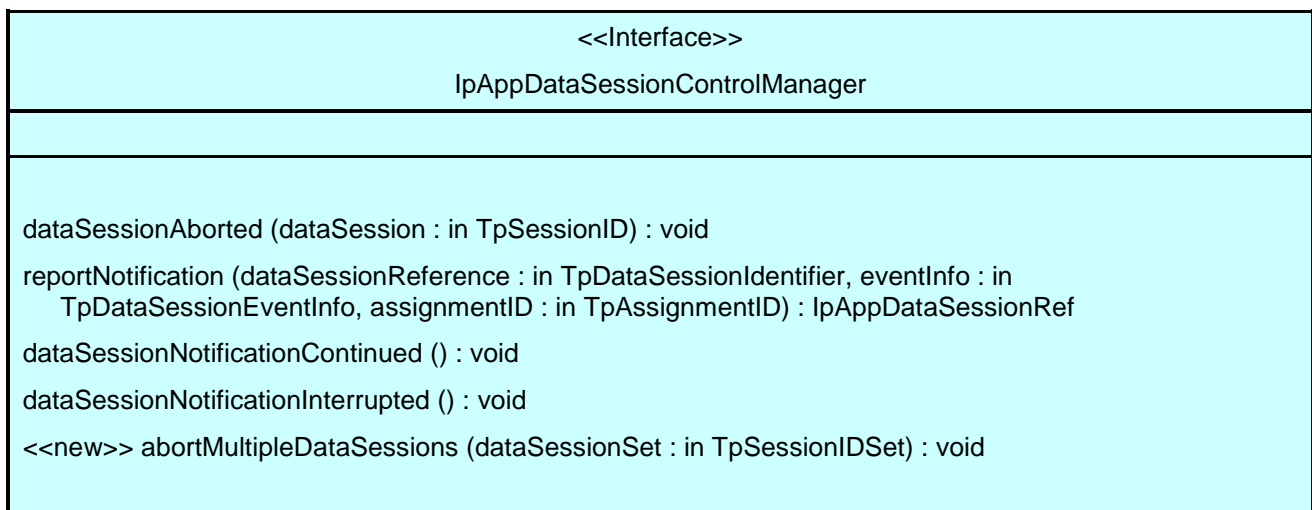 <<Interface>>
IpAppDataSessionControlManager
dataSessionAborted (dataSession : in TpSessionID) : void
reportNotification (dataSessionReference : in TpDataSessionIdentifier, eventInfo : in
TpDataSessionEventInfo, assignmentID : in TpAssignmentID) : IpAppDataSessionRef
dataSessionNotificationContinued () : void
dataSessionNotificationInterrupted () : void
<<new>> abortMultipleDataSessions (dataSessionSet : in TpSessionIDSet) : void